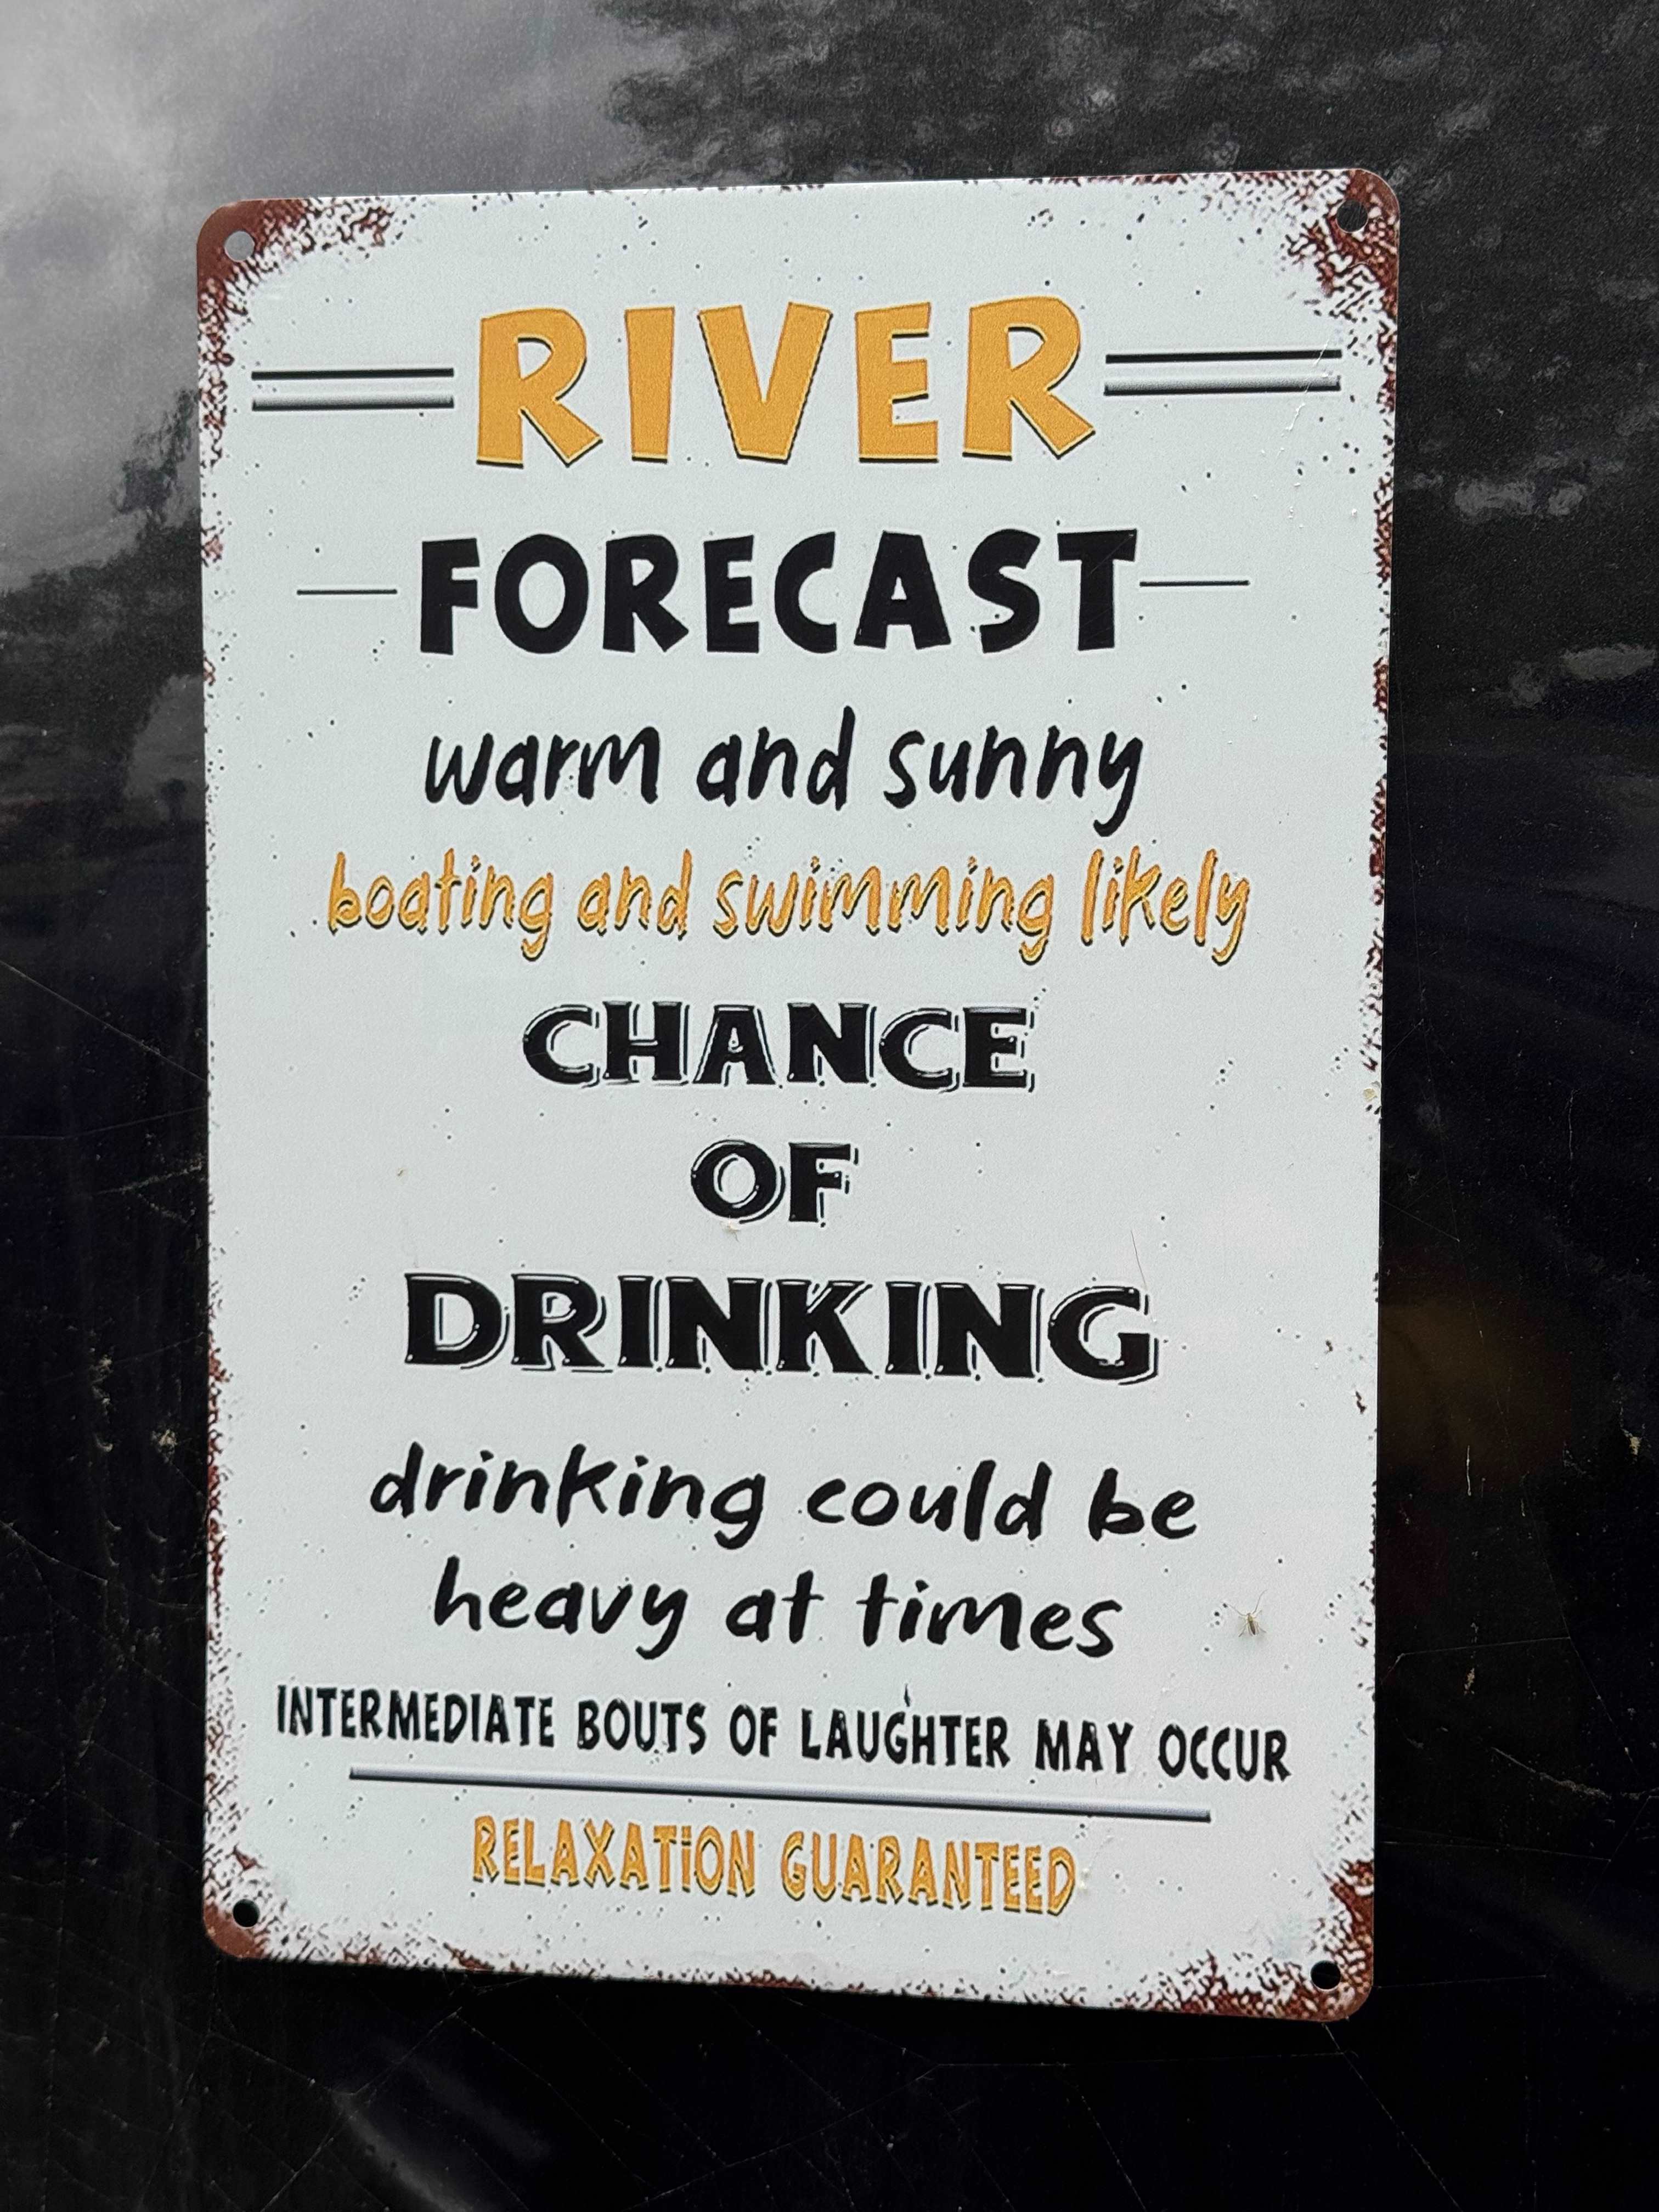 RIVER
FORECAST
warm and sunny
boating and swimming likely
CHANCE
OF
DRINKING
drinking could be
heavy at times
INTERMEDIATE BOUTS OF LAUGHTER MAY OCCUR
RELAXATION GUARANTEED